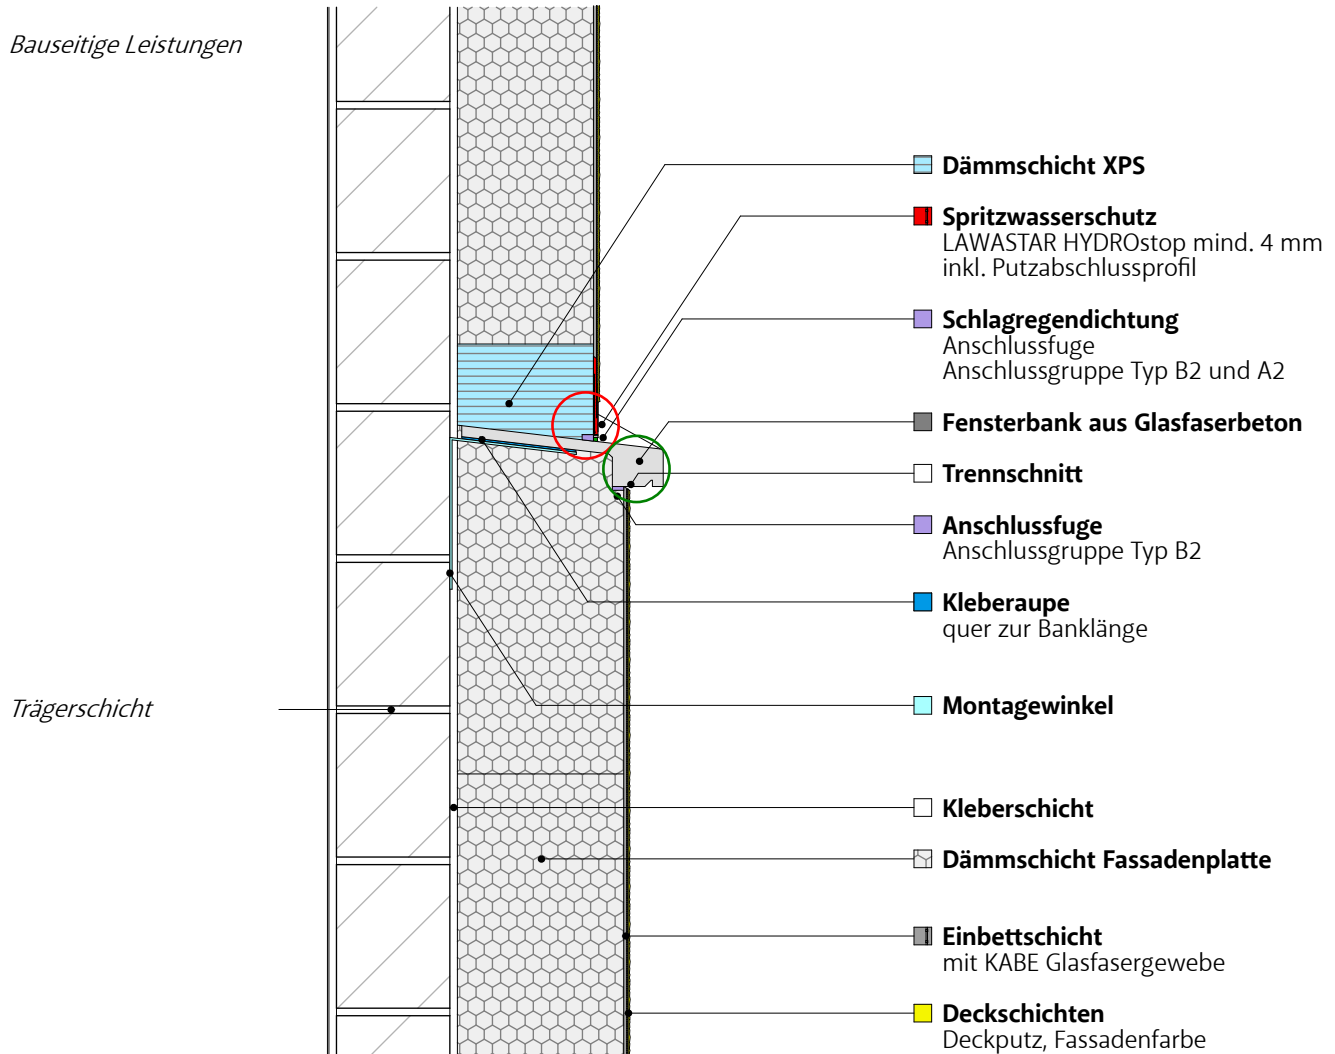 Bauseitige Leistungen
Dämmschicht XPS
Spritzwasserschutz
LAWASTAR HYDROstop mind. 4 mm
inkl. Putzabschlussprofil
Schlagregendichtung
Anschlussfuge
Anschlussgruppe Typ B2 und A2
Fensterbank aus Glasfaserbeton
Trennschnitt
Anschlussfuge
Anschlussgruppe Typ B2
Kleberaupe
quer zur Banklänge
Trägerschicht
Montagewinkel
Kleberschicht
Dämmschicht Fassadenplatte
Einbettschicht
mit KABE Glasfasergewebe
Deckschichten
Deckputz, Fassadenfarbe